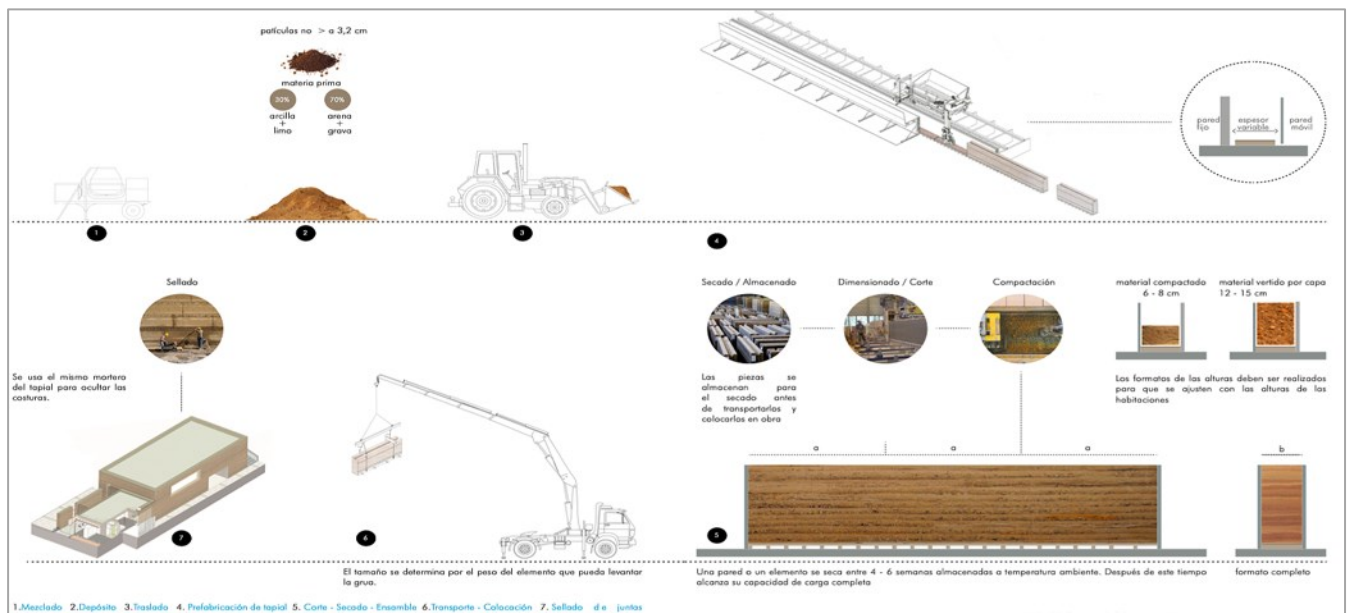 patículas no > a 3,2 cm
materia prima
30%
70%
arcilla
+
limo
arena
+
grava
1
2
3
pared
fijo
espesor
variable
pared
móvil
4
Sellado
Se usa el mismo mortero
del tapial para ocultar las
costuras.
7
6
El tamaño se determina por el peso del elemento que pueda levantar
la grua.
Secado / Almacenado
Dimensionado / Corte
Compactación
Las piezas se
almacenan para
el secado antes
de transportarlos y
colocarlos en obra
material compactado
6 - 8 cm
material vertido por capa
12 - 15 cm
Los formatos de las alturas deben ser realizados
para que se ajusten con las alturas de las
habitaciones
a
a
a
b
5
Una pared o un elemento se seca entre 4 - 6 semanas almacenadas a temperatura ambiente. Después de este tiempo
alcanza su capacidad de carga completa
formato completo
1.Mezclado 2.Depósito 3.Traslado 4. Prefabricación de tapial 5. Corte - Secado - Ensamble 6.Transporte - Colocación 7. Sellado de juntas